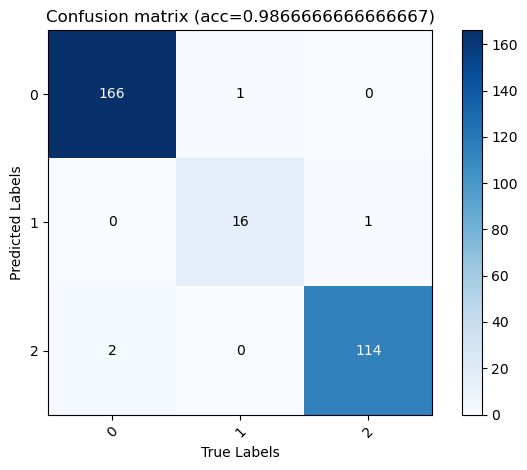 Confusion matrix (acc=0.9866666666666667)
0 166 1 0
1 0 16 1
2 2 0 114
0 1 2
True Labels
Predicted Labels
160
140
120
100
80
60
40
20
0